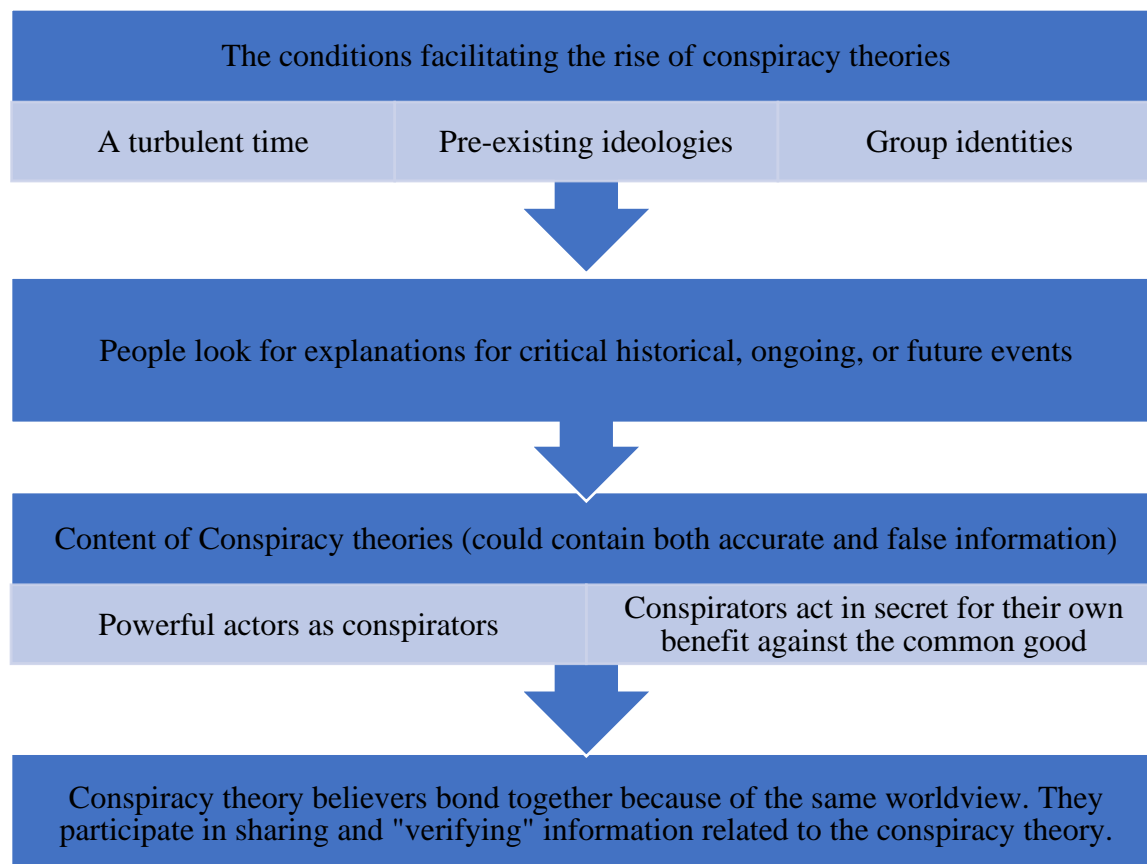 The conditions facilitating the rise of conspiracy theories
A turbulent time
Pre-existing ideologies
Group identities
People look for explanations for critical historical, ongoing, or future events
Content of Conspiracy theories (could contain both accurate and false information)
Powerful actors as conspirators
Conspirators act in secret for their own
benefit against the common good
Conspiracy theory believers bond together because of the same worldview. They
participate in sharing and "verifying" information related to the conspiracy theory.